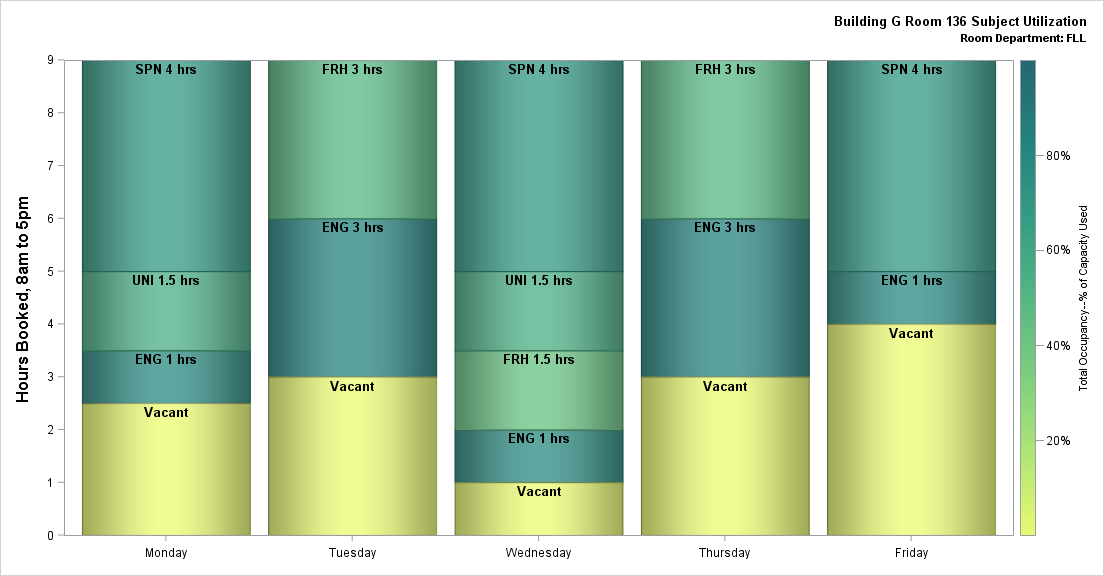 Building G Room 136 Subject Utilization
Room Department: FLL
Hours Booked, 8am to 5pm
9
8
7
6
5
4
3
2
1
0
SPN 4 hrs
UNI 1.5 hrs
ENG 1 hrs
Vacant
FRH 3 hrs
ENG 3 hrs
Vacant
SPN 4 hrs
UNI 1.5 hrs
FRH 1.5 hrs
ENG 1 hrs
Vacant
FRH 3 hrs
ENG 3 hrs
Vacant
SPN 4 hrs
ENG 1 hrs
Vacant
Monday
Tuesday
Wednesday
Thursday
Friday
80%
60%
40%
20%
Total Occupancy--% of Capacity Used